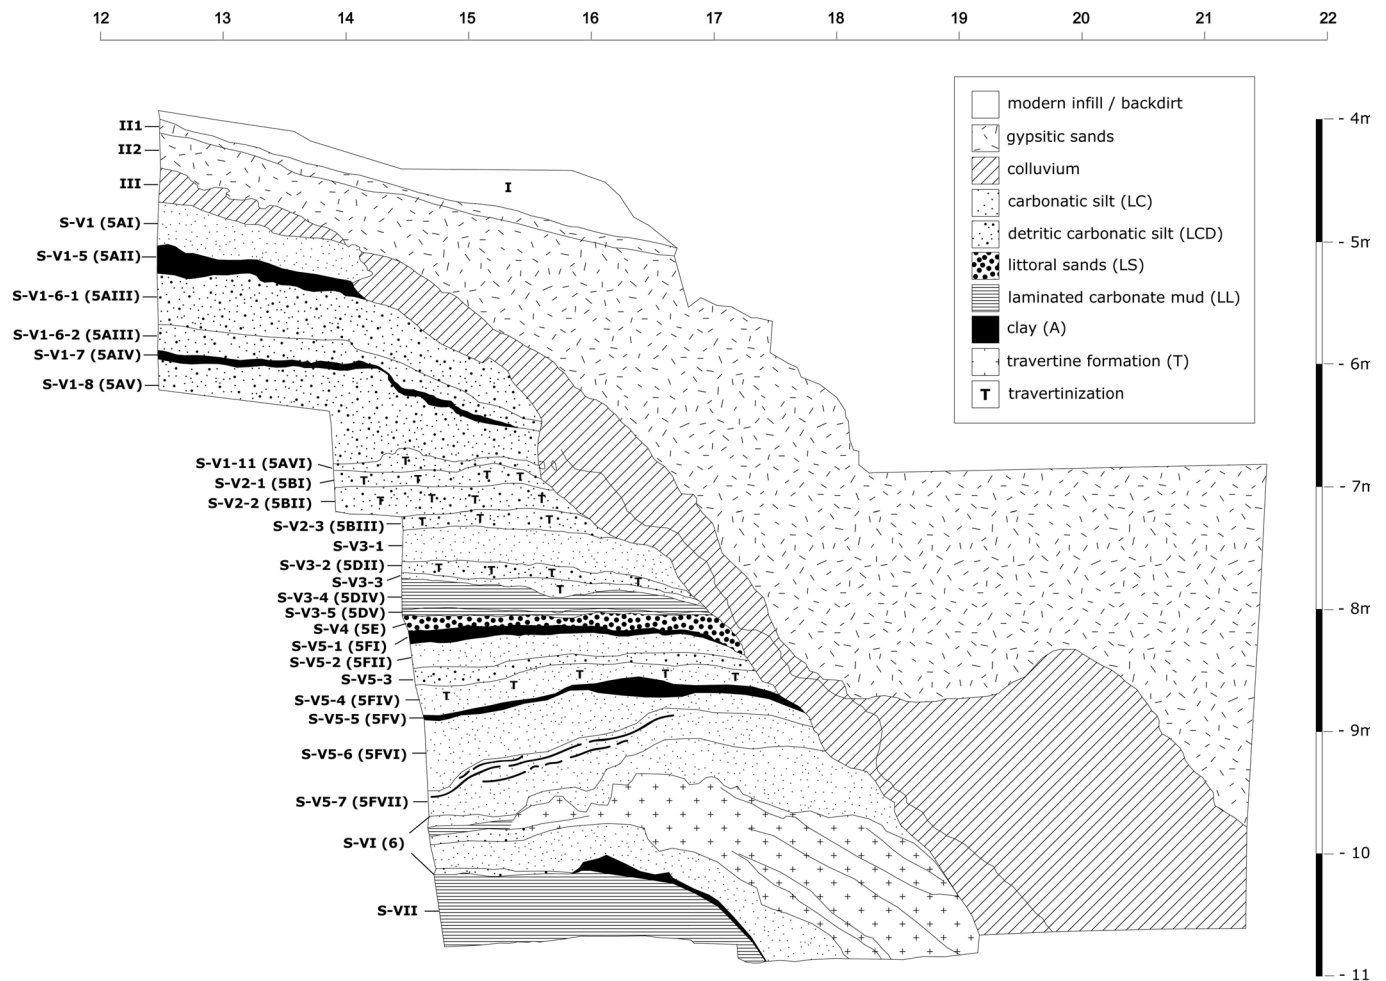 12 13 14 15 16 17 18 19 20 21 22
modern infill / backdirt
gypsitic sands
colluvium
carbonatic silt (LC)
detritic carbonatic silt (LCD)
littoral sands (LS)
laminated carbonate mud (LL)
clay (A)
travertine formation (T)
T travertinization
- 4m
- 5m
- 6m
- 7m
- 8m
- 9m
- 10
- 11
II1
II2
III
I
S-V1 (5AI)
S-V1-5 (5AII)
S-V1-6-1 (5AIII)
S-V1-6-2 (5AIII)
S-V1-7 (5AIV)
S-V1-8 (5AV)
S-V1-11 (5AVI)
S-V2-1 (5BI)
S-V2-2 (5BII)
S-V2-3 (5BIII)
S-V3-1
S-V3-2 (5DII)
S-V3-3
S-V3-4 (5DIV)
S-V3-5 (5DV)
S-V4 (5E)
S-V5-1 (5FI)
S-V5-2 (5FII)
S-V5-3
S-V5-4 (5FIV)
S-V5-5 (5FV)
S-V5-6 (5FVI)
S-V5-7 (5FVII)
S-VI (6)
S-VII
T
T T T T
T T T T
T T T
T T T T
T
T T T T T